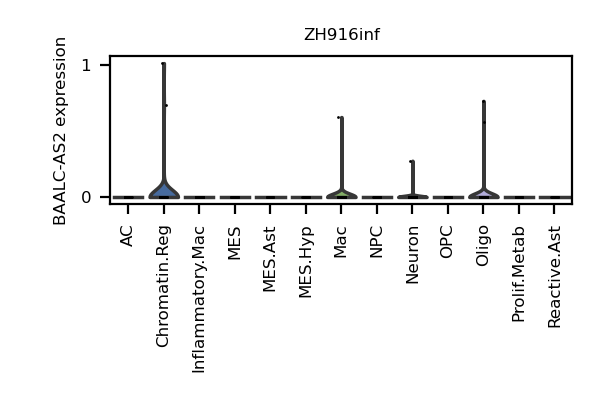 ZH916inf
BAALC-AS2 expression
1
0
AC
Chromatin.Reg
Inflammatory.Mac
MES
MES.Ast
MES.Hyp
Mac
NPC
Neuron
OPC
Oligo
Prolif.Metab
Reactive.Ast